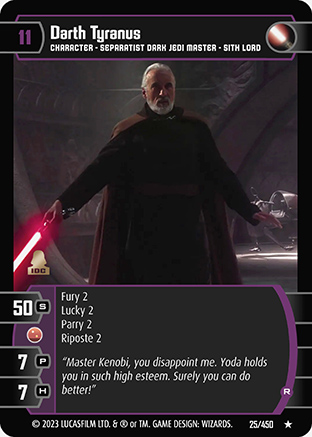 11
Darth Tyranus
CHARACTER - SEPARATIST DARK JEDI MASTER - SITH LORD
IDC
50 S
Fury 2
Lucky 2
Parry 2
Riposte 2
7 P
7 H
“Master Kenobi, you disappoint me. Yoda holds
you in such high esteem. Surely you can do
better!”
R
© 2023 LUCASFILM LTD. & ® or TM. GAME DESIGN: WIZARDS.
25/450 ★